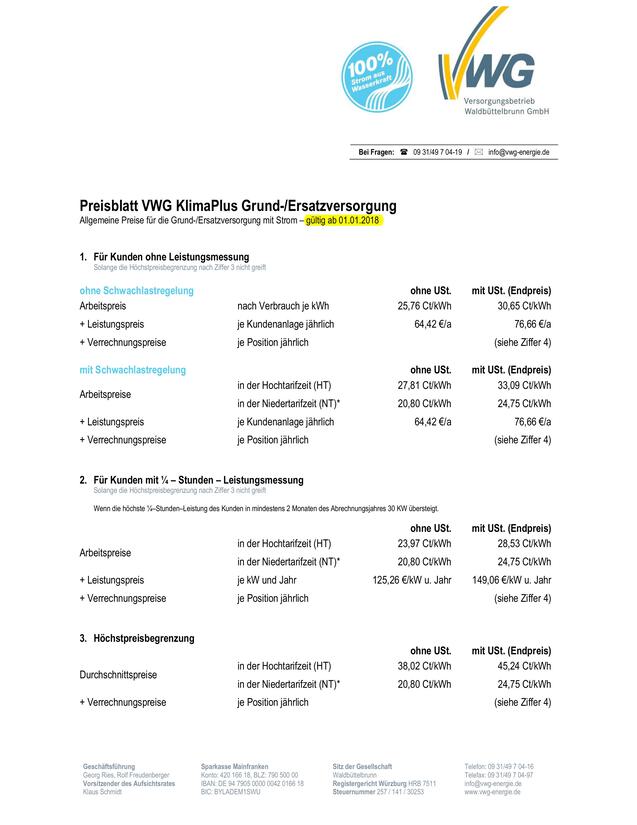 100%
Strom aus
Wasserkraft
VWG
Versorgungsbetrieb
Waldbüttelbrunn GmbH
Bei Fragen: ☎ 09 31/49 7 04-19 / ✉ info@vwg-energie.de
Preisblatt VWG KlimaPlus Grund-/Ersatzversorgung
Allgemeine Preise für die Grund-/Ersatzversorgung mit Strom – gültig ab 01.01.2018
1. Für Kunden ohne Leistungsmessung
Solange die Höchstpreisbegrenzung nach Ziffer 3 nicht greift
ohne Schwachlastregelung ohne USt. mit USt. (Endpreis)
Arbeitspreis nach Verbrauch je kWh 25,76 Ct/kWh 30,65 Ct/kWh
+ Leistungspreis je Kundenanlage jährlich 64,42 €/a 76,66 €/a
+ Verrechnungspreise je Position jährlich (siehe Ziffer 4)
mit Schwachlastregelung ohne USt. mit USt. (Endpreis)
Arbeitspreise in der Hochtarifzeit (HT) 27,81 Ct/kWh 33,09 Ct/kWh
in der Niedertarifzeit (NT)* 20,80 Ct/kWh 24,75 Ct/kWh
+ Leistungspreis je Kundenanlage jährlich 64,42 €/a 76,66 €/a
+ Verrechnungspreise je Position jährlich (siehe Ziffer 4)
2. Für Kunden mit ¼ – Stunden – Leistungsmessung
Solange die Höchstpreisbegrenzung nach Ziffer 3 nicht greift
Wenn die höchste ¼–Stunden–Leistung des Kunden in mindestens 2 Monaten des Abrechnungsjahres 30 KW übersteigt.
ohne USt. mit USt. (Endpreis)
Arbeitspreise in der Hochtarifzeit (HT) 23,97 Ct/kWh 28,53 Ct/kWh
in der Niedertarifzeit (NT)* 20,80 Ct/kWh 24,75 Ct/kWh
+ Leistungspreis je kW und Jahr 125,26 €/kW u. Jahr 149,06 €/kW u. Jahr
+ Verrechnungspreise je Position jährlich (siehe Ziffer 4)
3. Höchstpreisbegrenzung
ohne USt. mit USt. (Endpreis)
Durchschnittspreise in der Hochtarifzeit (HT) 38,02 Ct/kWh 45,24 Ct/kWh
in der Niedertarifzeit (NT)* 20,80 Ct/kWh 24,75 Ct/kWh
+ Verrechnungspreise je Position jährlich (siehe Ziffer 4)
Geschäftsführung
Georg Ries, Rolf Freudenberger
Vorsitzender des Aufsichtsrates
Klaus Schmidt
Sparkasse Mainfranken
Konto: 420 166 18, BLZ: 790 500 00
IBAN: DE 94 7905 0000 0042 0166 18
BIC: BYLADEM1SWU
Sitz der Gesellschaft
Waldbüttelbrunn
Registergericht Würzburg HRB 7511
Steuernummer 257 / 141 / 30253
Telefon: 09 31/49 7 04-16
Telefax: 09 31/49 7 04-97
info@vwg-energie.de
www.vwg-energie.de